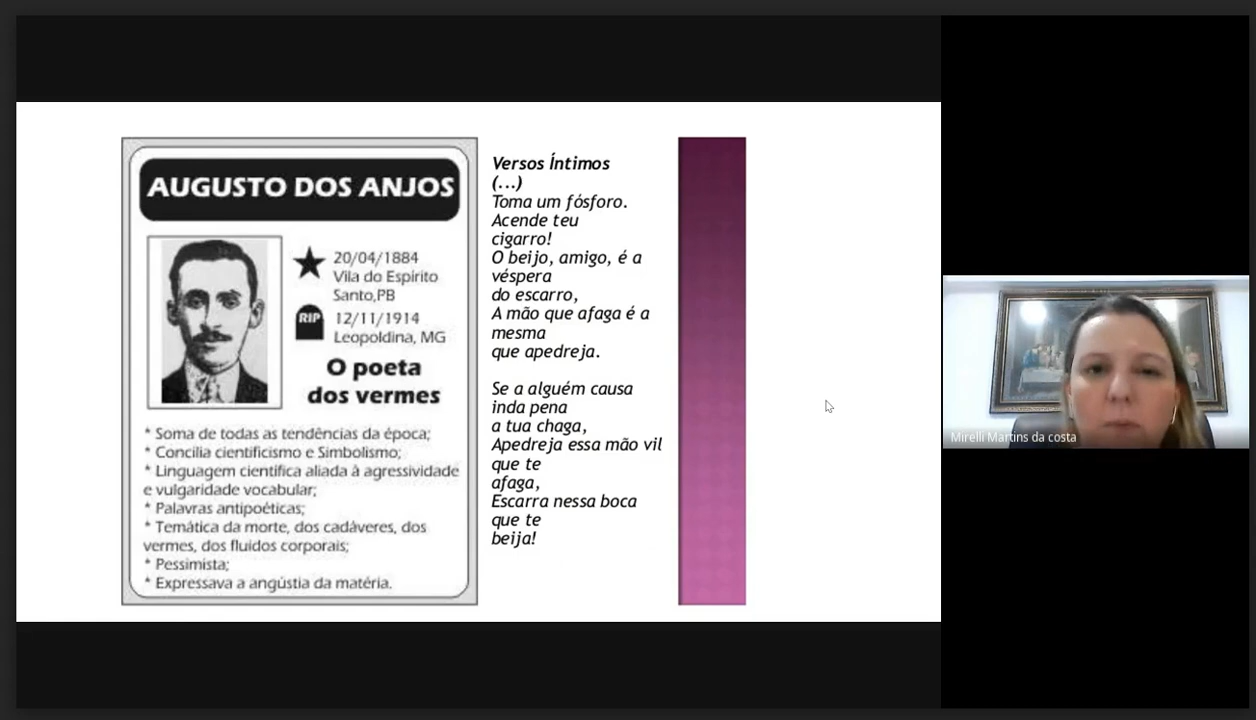 AUGUSTO DOS ANJOS
20/04/1884
Vila do Espírito
Santo,PB
RIP
12/11/1914
Leopoldina, MG
O poeta
dos vermes
* Soma de todas as tendências da época;
* Concilia cientificismo e Simbolismo;
* Linguagem científica aliada à agressividade
e vulgaridade vocabular;
* Palavras antipoéticas;
* Temática da morte, dos cadáveres, dos
vermes, dos fluidos corporais;
* Pessimista;
* Expressava a angústia da matéria.
Versos Íntimos
(...)
Toma um fósforo.
Acende teu
cigarro!
O beijo, amigo, é a
véspera
do escarro,
A mão que afaga é a
mesma
que apedreja.
Se a alguém causa
inda pena
a tua chaga,
Apedreja essa mão vil
que te
afaga,
Escarra nessa boca
que te
beija!
Mirelli Martins da costa